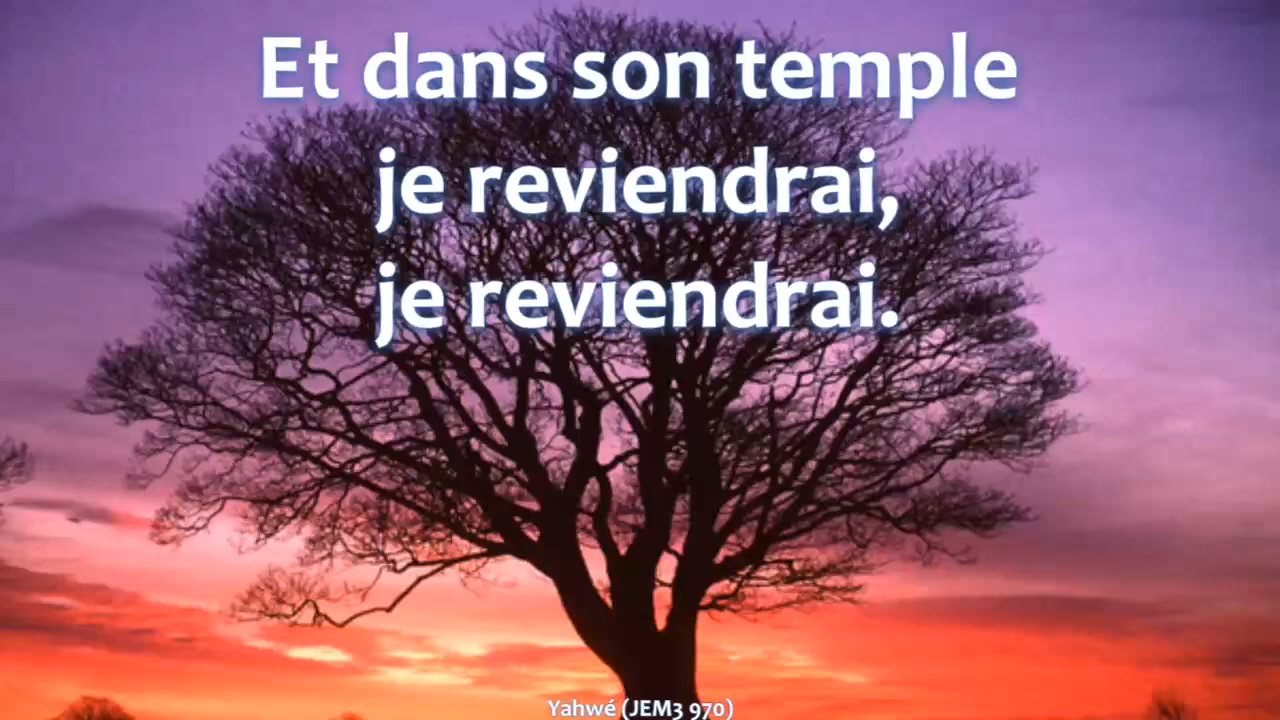 Et dans son temple
je reviendrai,
je reviendrai.
Yahwé (JEM3 970)